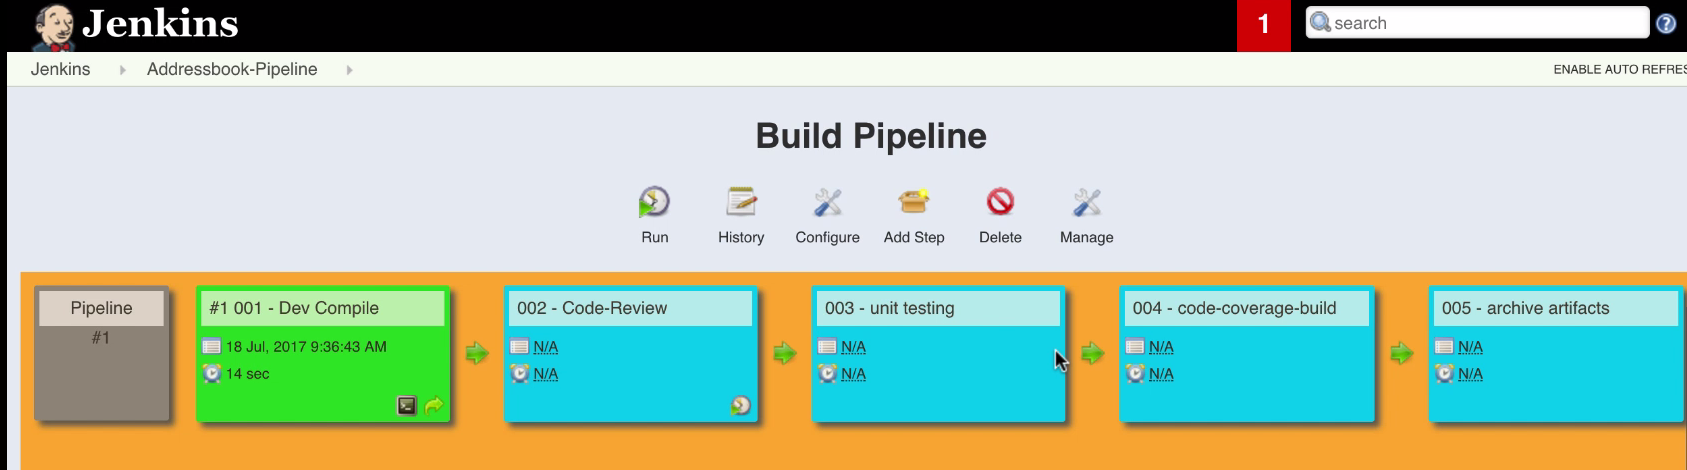 Jenkins
1
search
Jenkins
Addressbook-Pipeline
ENABLE AUTO REFRES
Build Pipeline
Run
History
Configure
Add Step
Delete
Manage
Pipeline
#1
#1 001 - Dev Compile
18 Jul, 2017 9:36:43 AM
14 sec
002 - Code-Review
N/A
N/A
003 - unit testing
N/A
N/A
004 - code-coverage-build
N/A
N/A
005 - archive artifacts
N/A
N/A